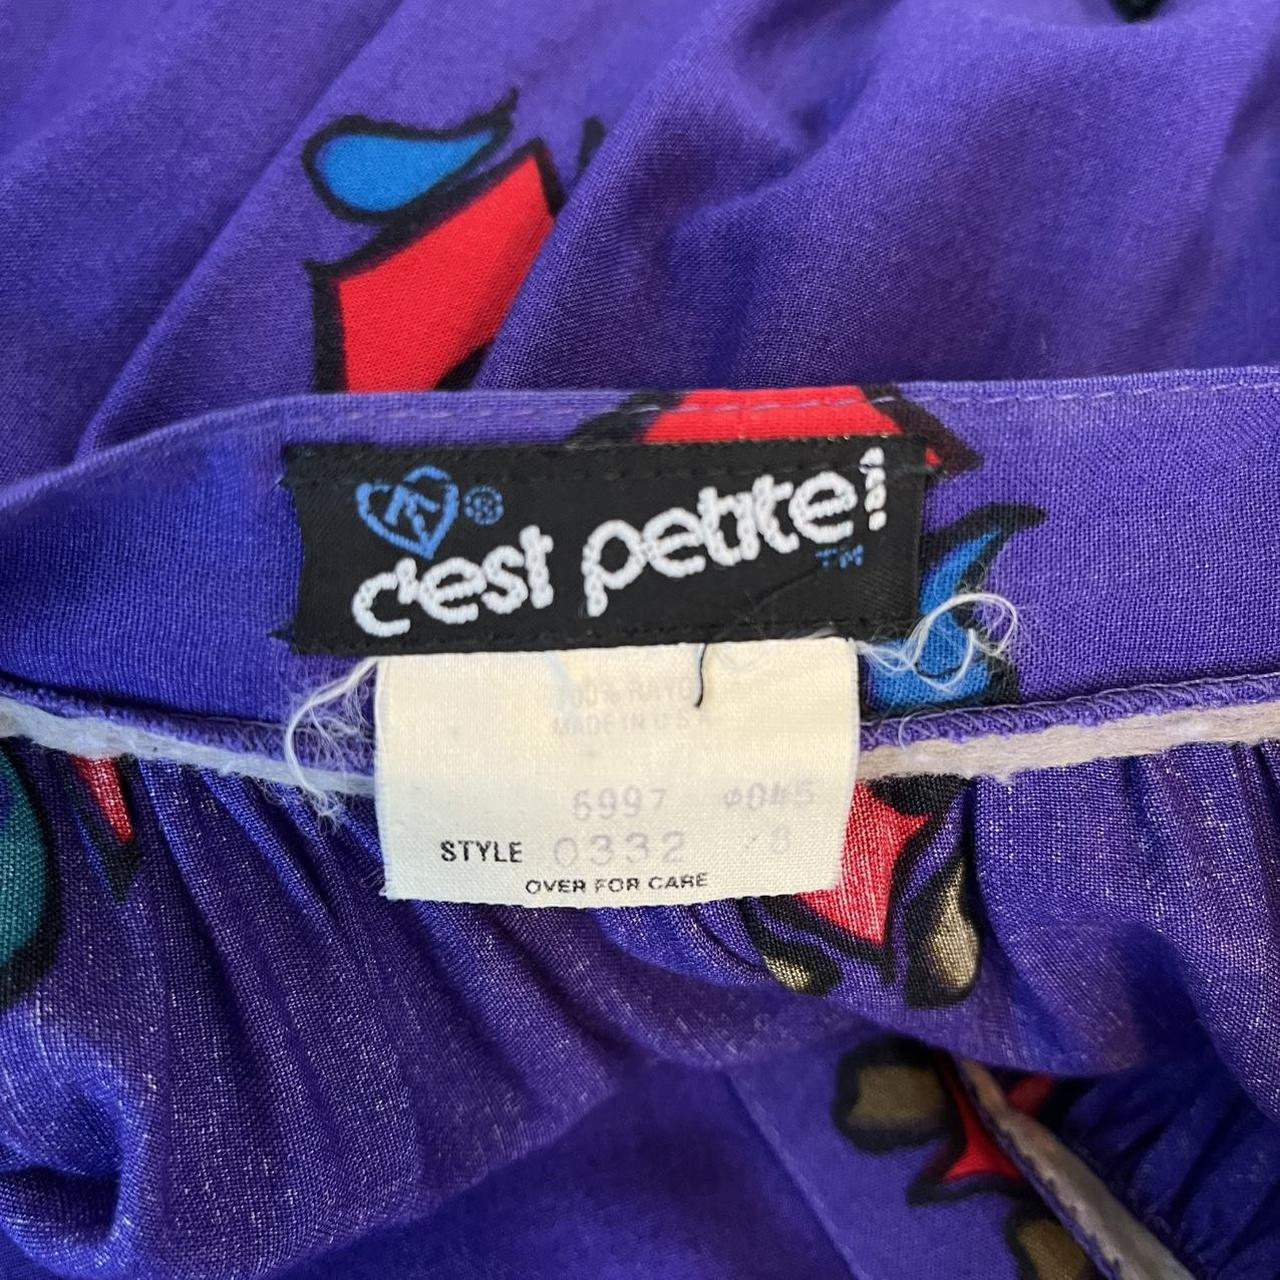 ®
c'est petite!
TM
100% RAYON
MADE IN U.S.A.
6997
STYLE 0332
OVER FOR CARE